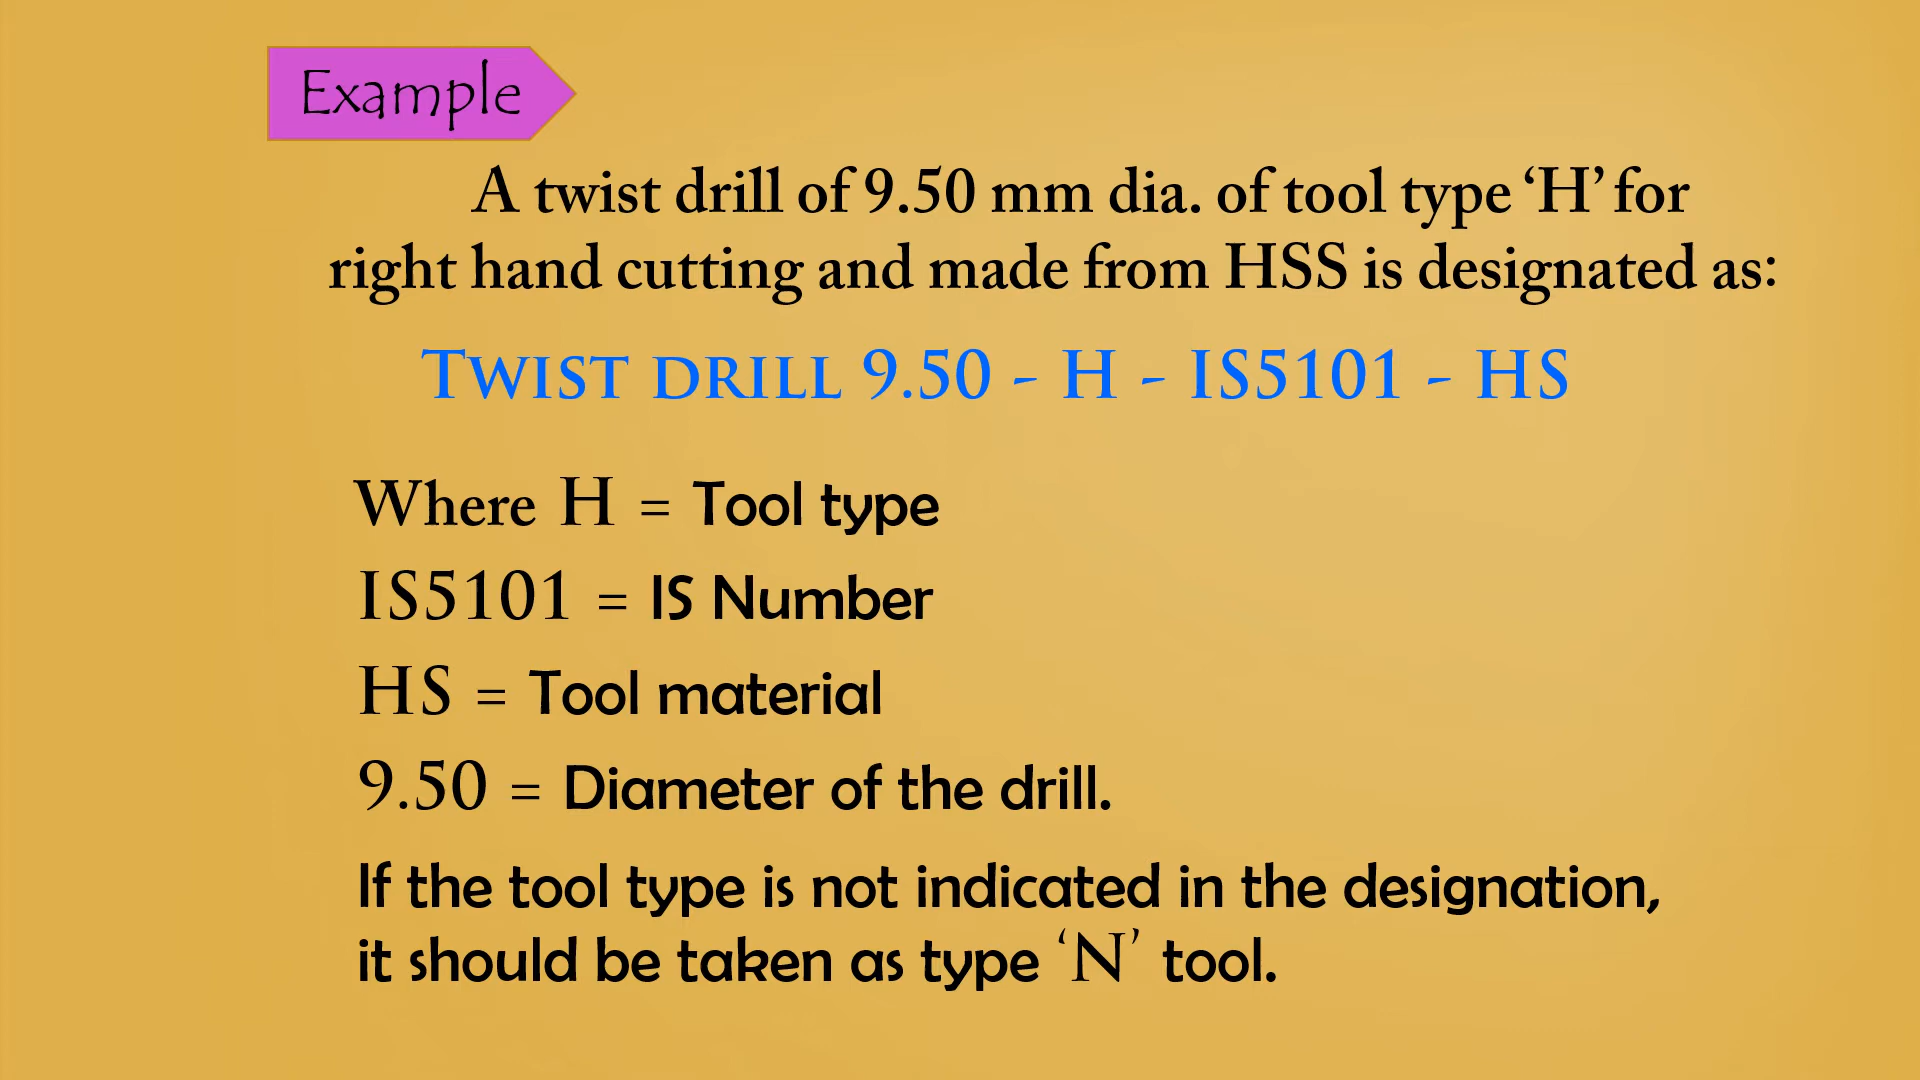 Example
A twist drill of 9.50 mm dia. of tool type ‘H’ for
right hand cutting and made from HSS is designated as:
TWIST DRILL 9.50 - H - IS5101 - HS
Where H = Tool type
IS5101 = IS Number
HS = Tool material
9.50 = Diameter of the drill.
If the tool type is not indicated in the designation,
it should be taken as type ‘N’ tool.